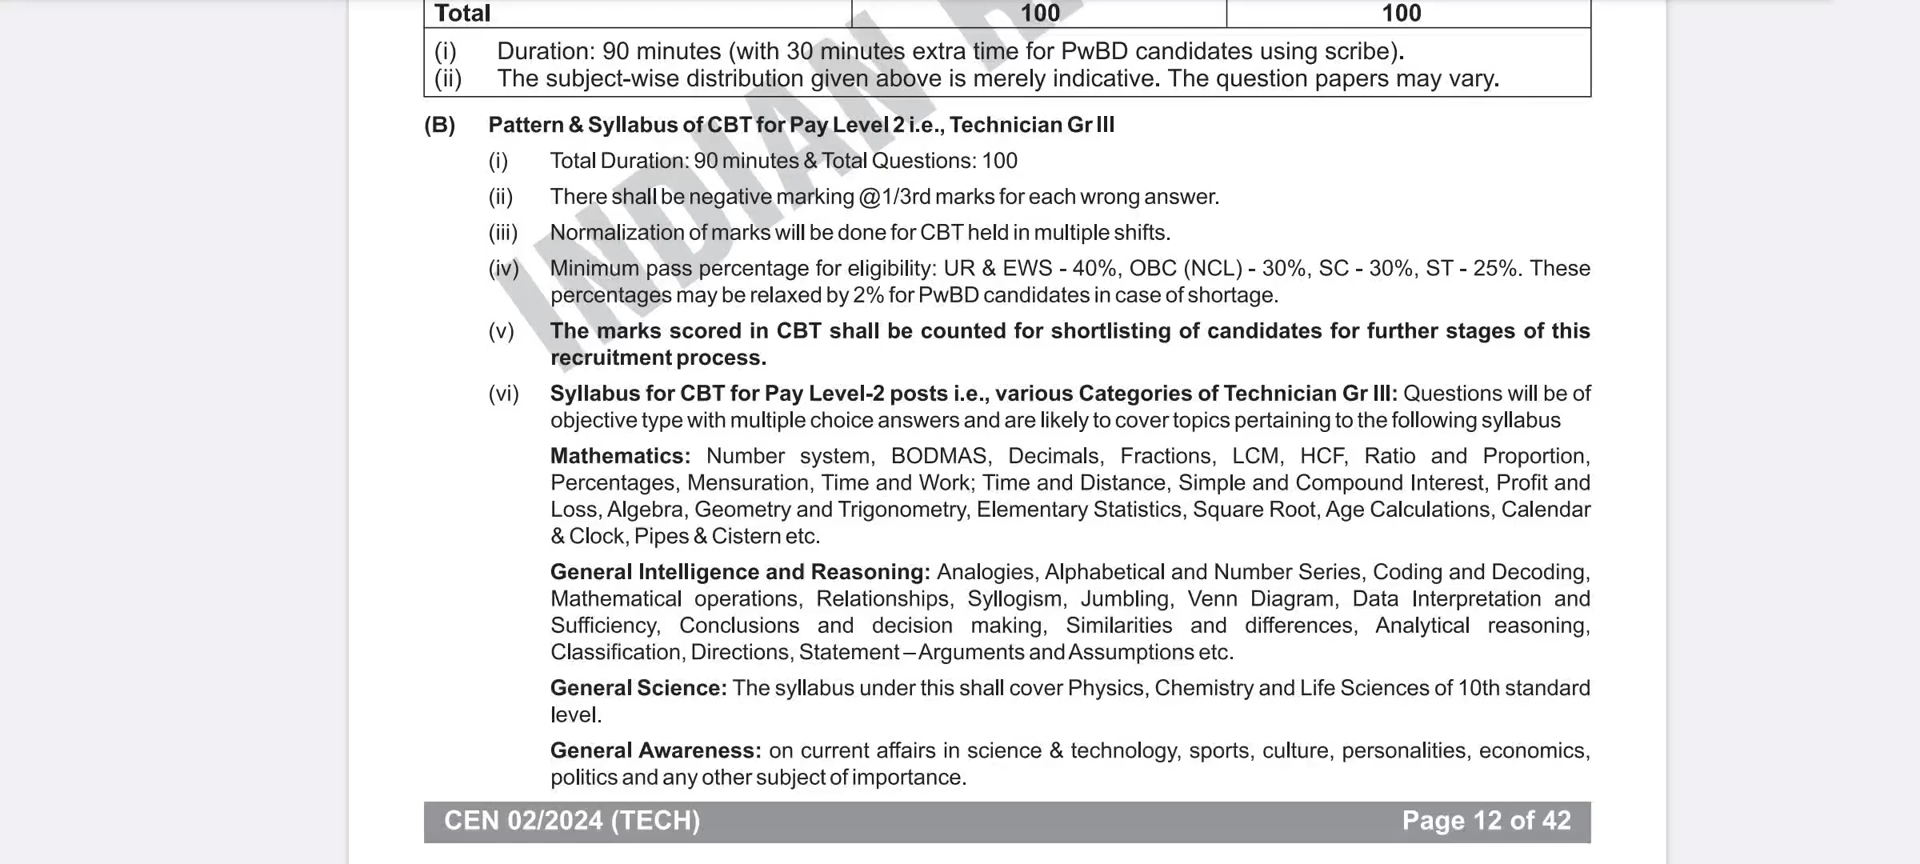 Total 100 100
(i) Duration: 90 minutes (with 30 minutes extra time for PwBD candidates using scribe).
(ii) The subject-wise distribution given above is merely indicative. The question papers may vary.
(B) Pattern & Syllabus of CBT for Pay Level 2 i.e., Technician Gr III
(i) Total Duration: 90 minutes & Total Questions: 100
(ii) There shall be negative marking @1/3rd marks for each wrong answer.
(iii) Normalization of marks will be done for CBT held in multiple shifts.
(iv) Minimum pass percentage for eligibility: UR & EWS - 40%, OBC (NCL) - 30%, SC - 30%, ST - 25%. These
percentages may be relaxed by 2% for PwBD candidates in case of shortage.
(v) The marks scored in CBT shall be counted for shortlisting of candidates for further stages of this
recruitment process.
(vi) Syllabus for CBT for Pay Level-2 posts i.e., various Categories of Technician Gr III: Questions will be of
objective type with multiple choice answers and are likely to cover topics pertaining to the following syllabus
Mathematics: Number system, BODMAS, Decimals, Fractions, LCM, HCF, Ratio and Proportion,
Percentages, Mensuration, Time and Work; Time and Distance, Simple and Compound Interest, Profit and
Loss, Algebra, Geometry and Trigonometry, Elementary Statistics, Square Root, Age Calculations, Calendar
& Clock, Pipes & Cistern etc.
General Intelligence and Reasoning: Analogies, Alphabetical and Number Series, Coding and Decoding,
Mathematical operations, Relationships, Syllogism, Jumbling, Venn Diagram, Data Interpretation and
Sufficiency, Conclusions and decision making, Similarities and differences, Analytical reasoning,
Classification, Directions, Statement – Arguments and Assumptions etc.
General Science: The syllabus under this shall cover Physics, Chemistry and Life Sciences of 10th standard
level.
General Awareness: on current affairs in science & technology, sports, culture, personalities, economics,
politics and any other subject of importance.
CEN 02/2024 (TECH) Page 12 of 42
INDIAN